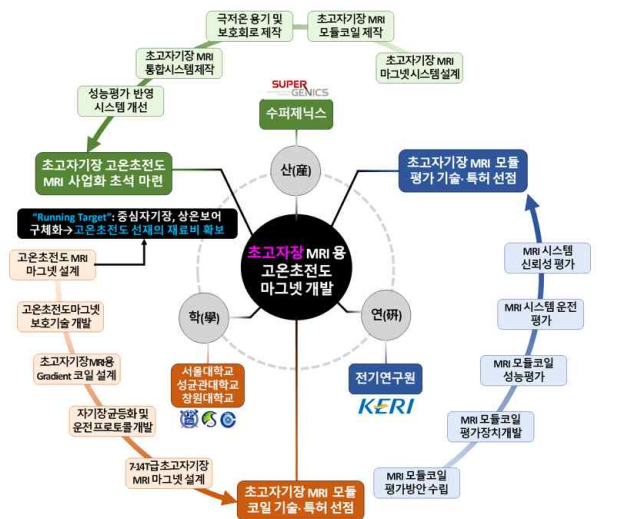 극저온 용기 및
보호회로 제작
초고자기장 MRI
모듈코일 제작
초고자기장 MRI
통합시스템 제작
초고자기장 MRI
마그넷시스템설계
성능평가 반영
시스템 개선
SUPER
GENICS
수퍼제닉스
초고자기장 고온초전도
MRI 사업화 초석 마련
산(産)
초고자기장 MRI 모듈
평가 기술·특허 선점
"Running Target": 중심자기장, 상온보어
구체화→고온초전도 선재의 재료비 확보
초고자장 MRI 용
고온초전도
마그넷 개발
고온초전도 MRI
마그넷 설계
MRI 시스템
신뢰성 평가
고온초전도마그넷
보호기술 개발
학(學)
연(硏)
MRI 시스템 운전
평가
초고자기장MRI용
Gradient 코일 설계
서울대학교
성균관대학교
창원대학교
전기연구원
KERI
MRI 모듈코일
성능평가
자기장균등화 및
운전프로토콜개발
MRI 모듈코일
평가장치개발
7-14T급 초고자기장
MRI 마그넷 설계
초고자기장 MRI 모듈
코일 기술·특허 선점
MRI 모듈코일
평가방안 수립